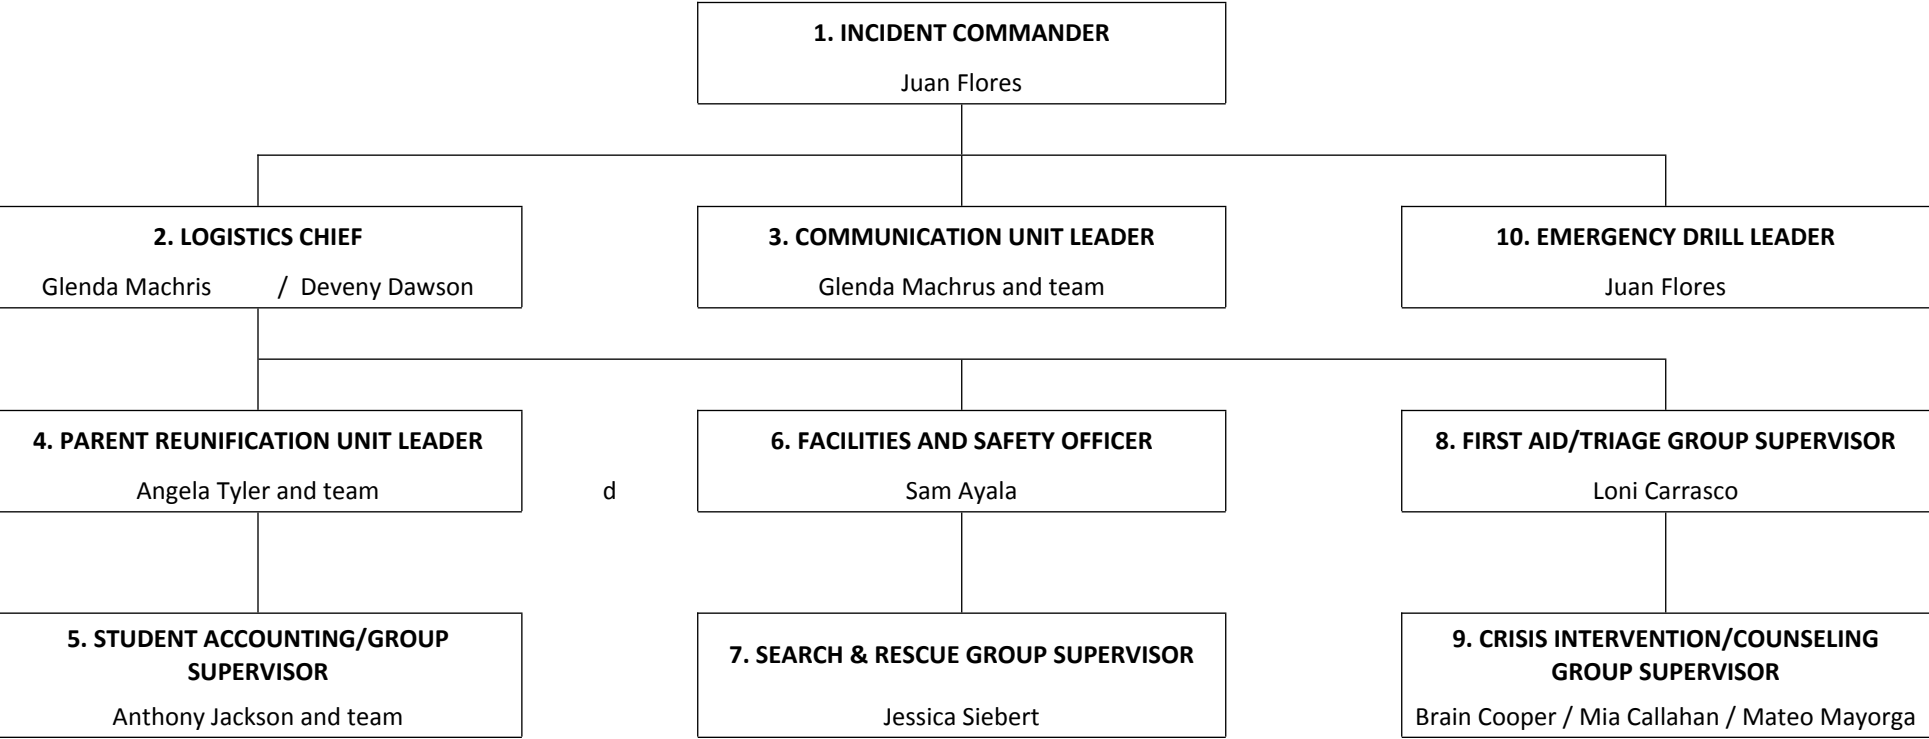 1. INCIDENT COMMANDER
Juan Flores
2. LOGISTICS CHIEF
Glenda Machris / Deveny Dawson
3. COMMUNICATION UNIT LEADER
Glenda Machrus and team
10. EMERGENCY DRILL LEADER
Juan Flores
4. PARENT REUNIFICATION UNIT LEADER
Angela Tyler and team
d
6. FACILITIES AND SAFETY OFFICER
Sam Ayala
8. FIRST AID/TRIAGE GROUP SUPERVISOR
Loni Carrasco
5. STUDENT ACCOUNTING/GROUP
SUPERVISOR
Anthony Jackson and team
7. SEARCH & RESCUE GROUP SUPERVISOR
Jessica Siebert
9. CRISIS INTERVENTION/COUNSELING
GROUP SUPERVISOR
Brain Cooper / Mia Callahan / Mateo Mayorga